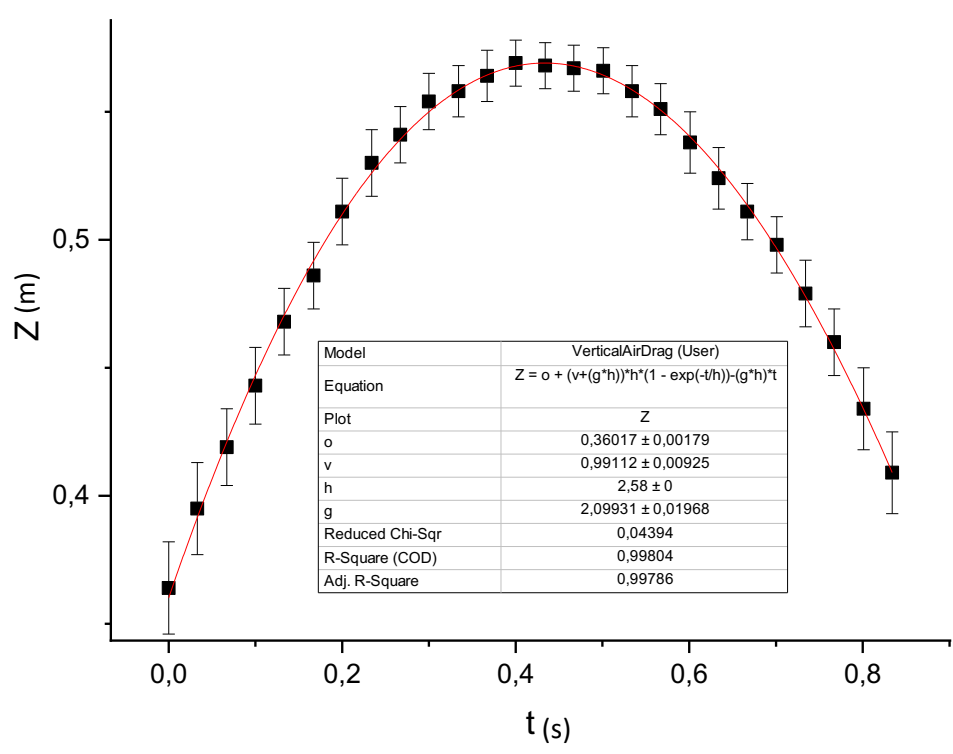 0,5
0,4
Z (m)
0,0 0,2 0,4 0,6 0,8
t (s)
Model VerticalAirDrag (User)
Equation Z = o + (v+(g*h))*h*(1 - exp(-t/h))-(g*h)*t
Plot Z
o 0,36017 ± 0,00179
v 0,99112 ± 0,00925
h 2,58 ± 0
g 2,09931 ± 0,01968
Reduced Chi-Sqr 0,04394
R-Square (COD) 0,99804
Adj. R-Square 0,99786